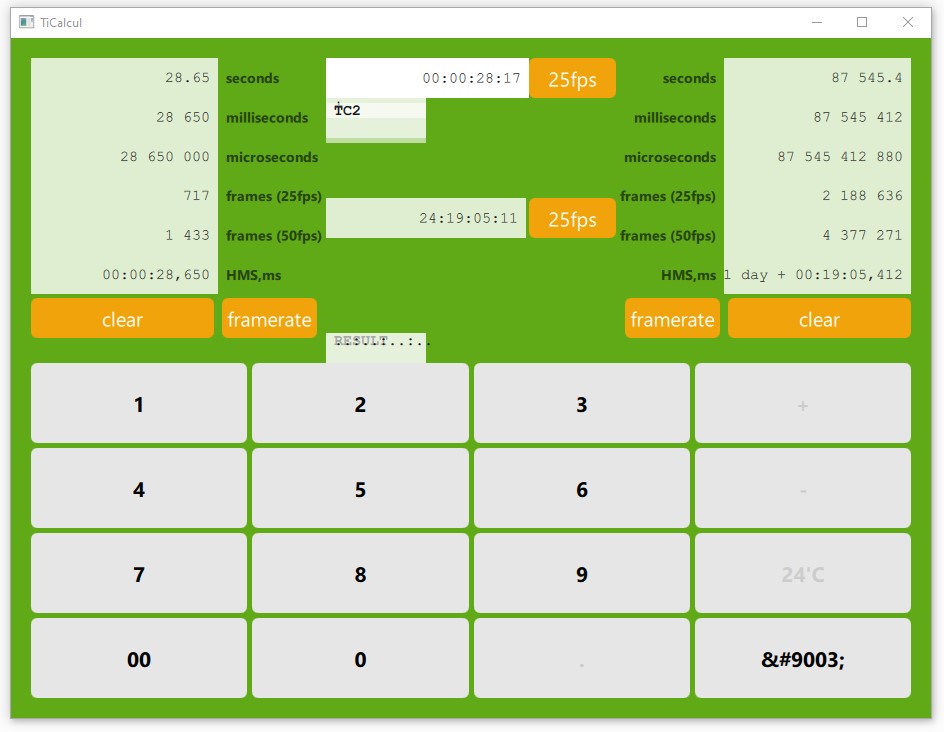 TiCalcul
28.65 seconds 00:00:28:17 25fps seconds 87 545.4
TC2
28 650 milliseconds milliseconds 87 545 412
28 650 000 microseconds microseconds 87 545 412 880
717 frames (25fps) frames (25fps) 2 188 636
24:19:05:11 25fps
1 433 frames (50fps) frames (50fps) 4 377 271
00:00:28,650 HMS,ms HMS,ms 1 day + 00:19:05,412
clear framerate framerate clear
RESULT
1 2 3 +
4 5 6 -
7 8 9 24'C
00 0 . &#9003;